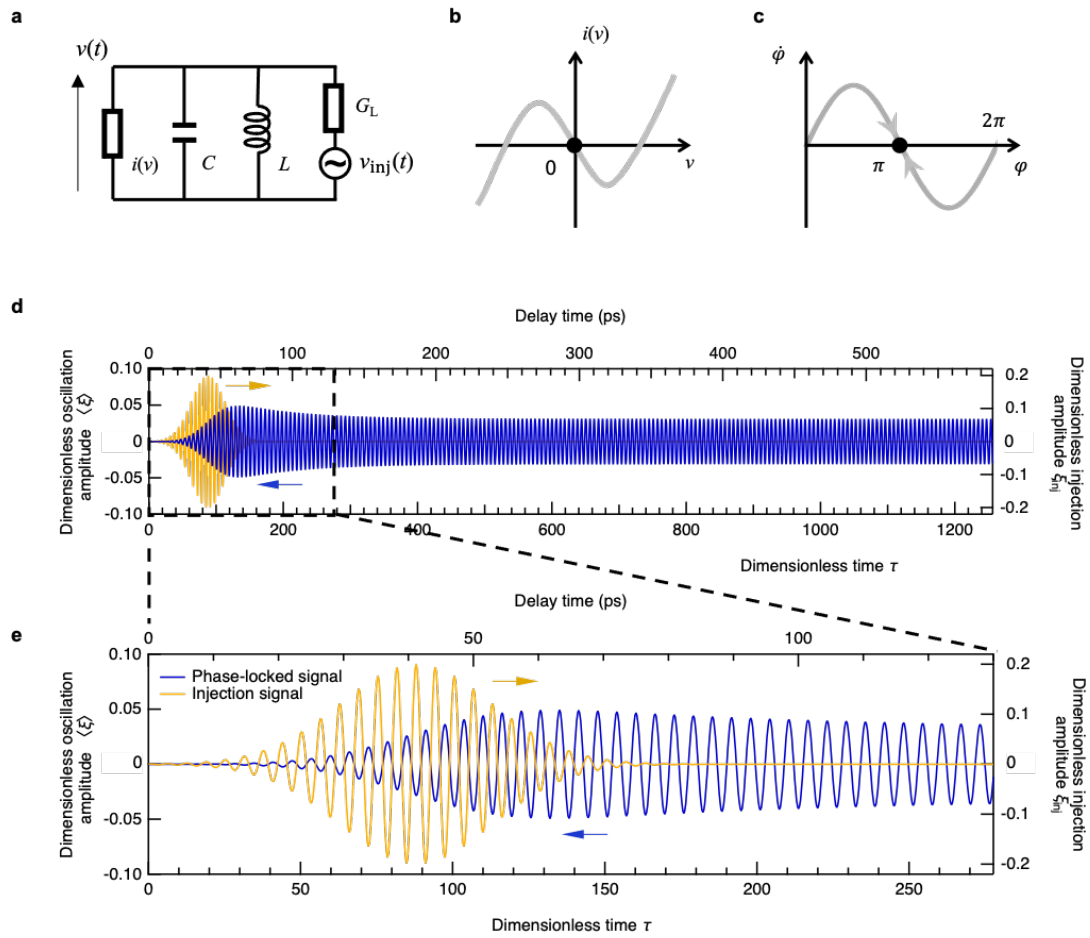 a
b
c
v(t)
i(v)
C
L
G_L
v_inj(t)
i(v)
0
v
φ̇
2π
π
φ
d
Delay time (ps)
0 100 200 300 400 500
Dimensionless oscillation
amplitude ⟨ξ⟩
0.10
0.05
0
-0.05
-0.10
Dimensionless injection
amplitude ξ_inj
0.2
0.1
0
-0.1
-0.2
0 200 400 600 800 1000 1200
Dimensionless time τ
Delay time (ps)
e
0 50 100
Dimensionless oscillation
amplitude ⟨ξ⟩
0.10
0.05
0
-0.05
-0.10
Phase-locked signal
Injection signal
Dimensionless injection
amplitude ξ_inj
0.2
0.1
0
-0.1
-0.2
0 50 100 150 200 250
Dimensionless time τ